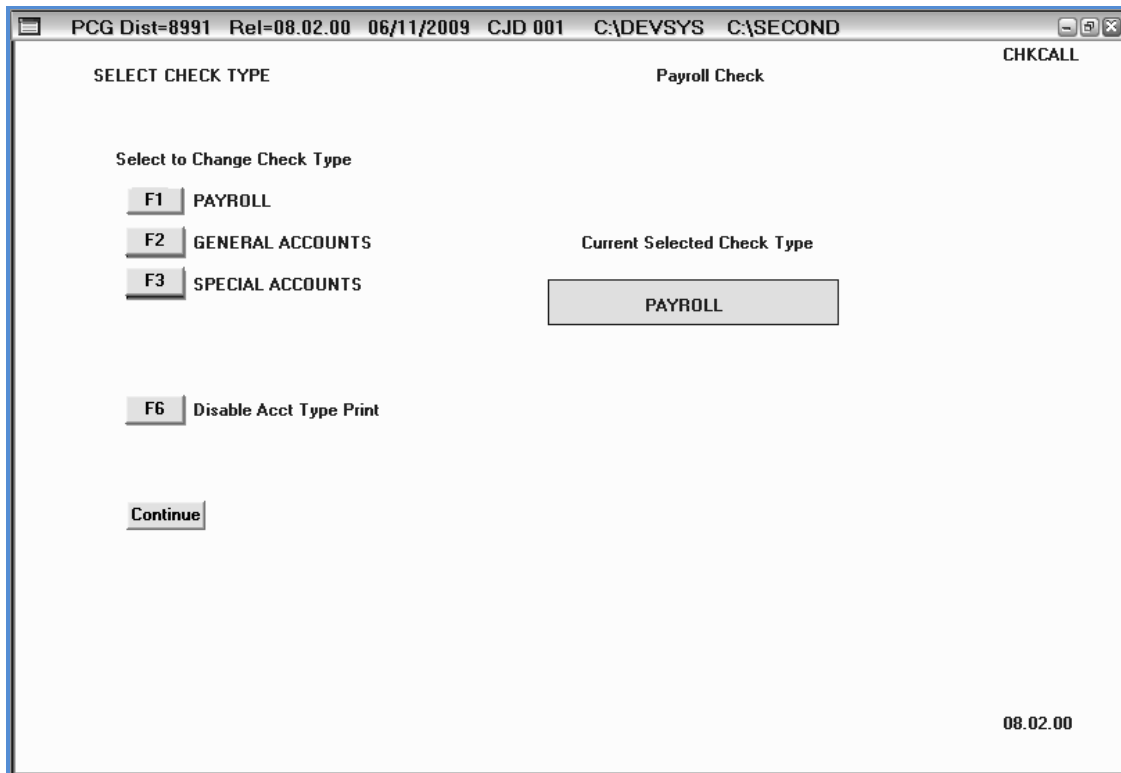 PCG Dist=8991 Rel=08.02.00 06/11/2009 CJD 001 C:\DEVSYS C:\SECOND
CHKCALL
SELECT CHECK TYPE Payroll Check
Select to Change Check Type
F1 PAYROLL
F2 GENERAL ACCOUNTS Current Selected Check Type
F3 SPECIAL ACCOUNTS
PAYROLL
F6 Disable Acct Type Print
Continue
08.02.00